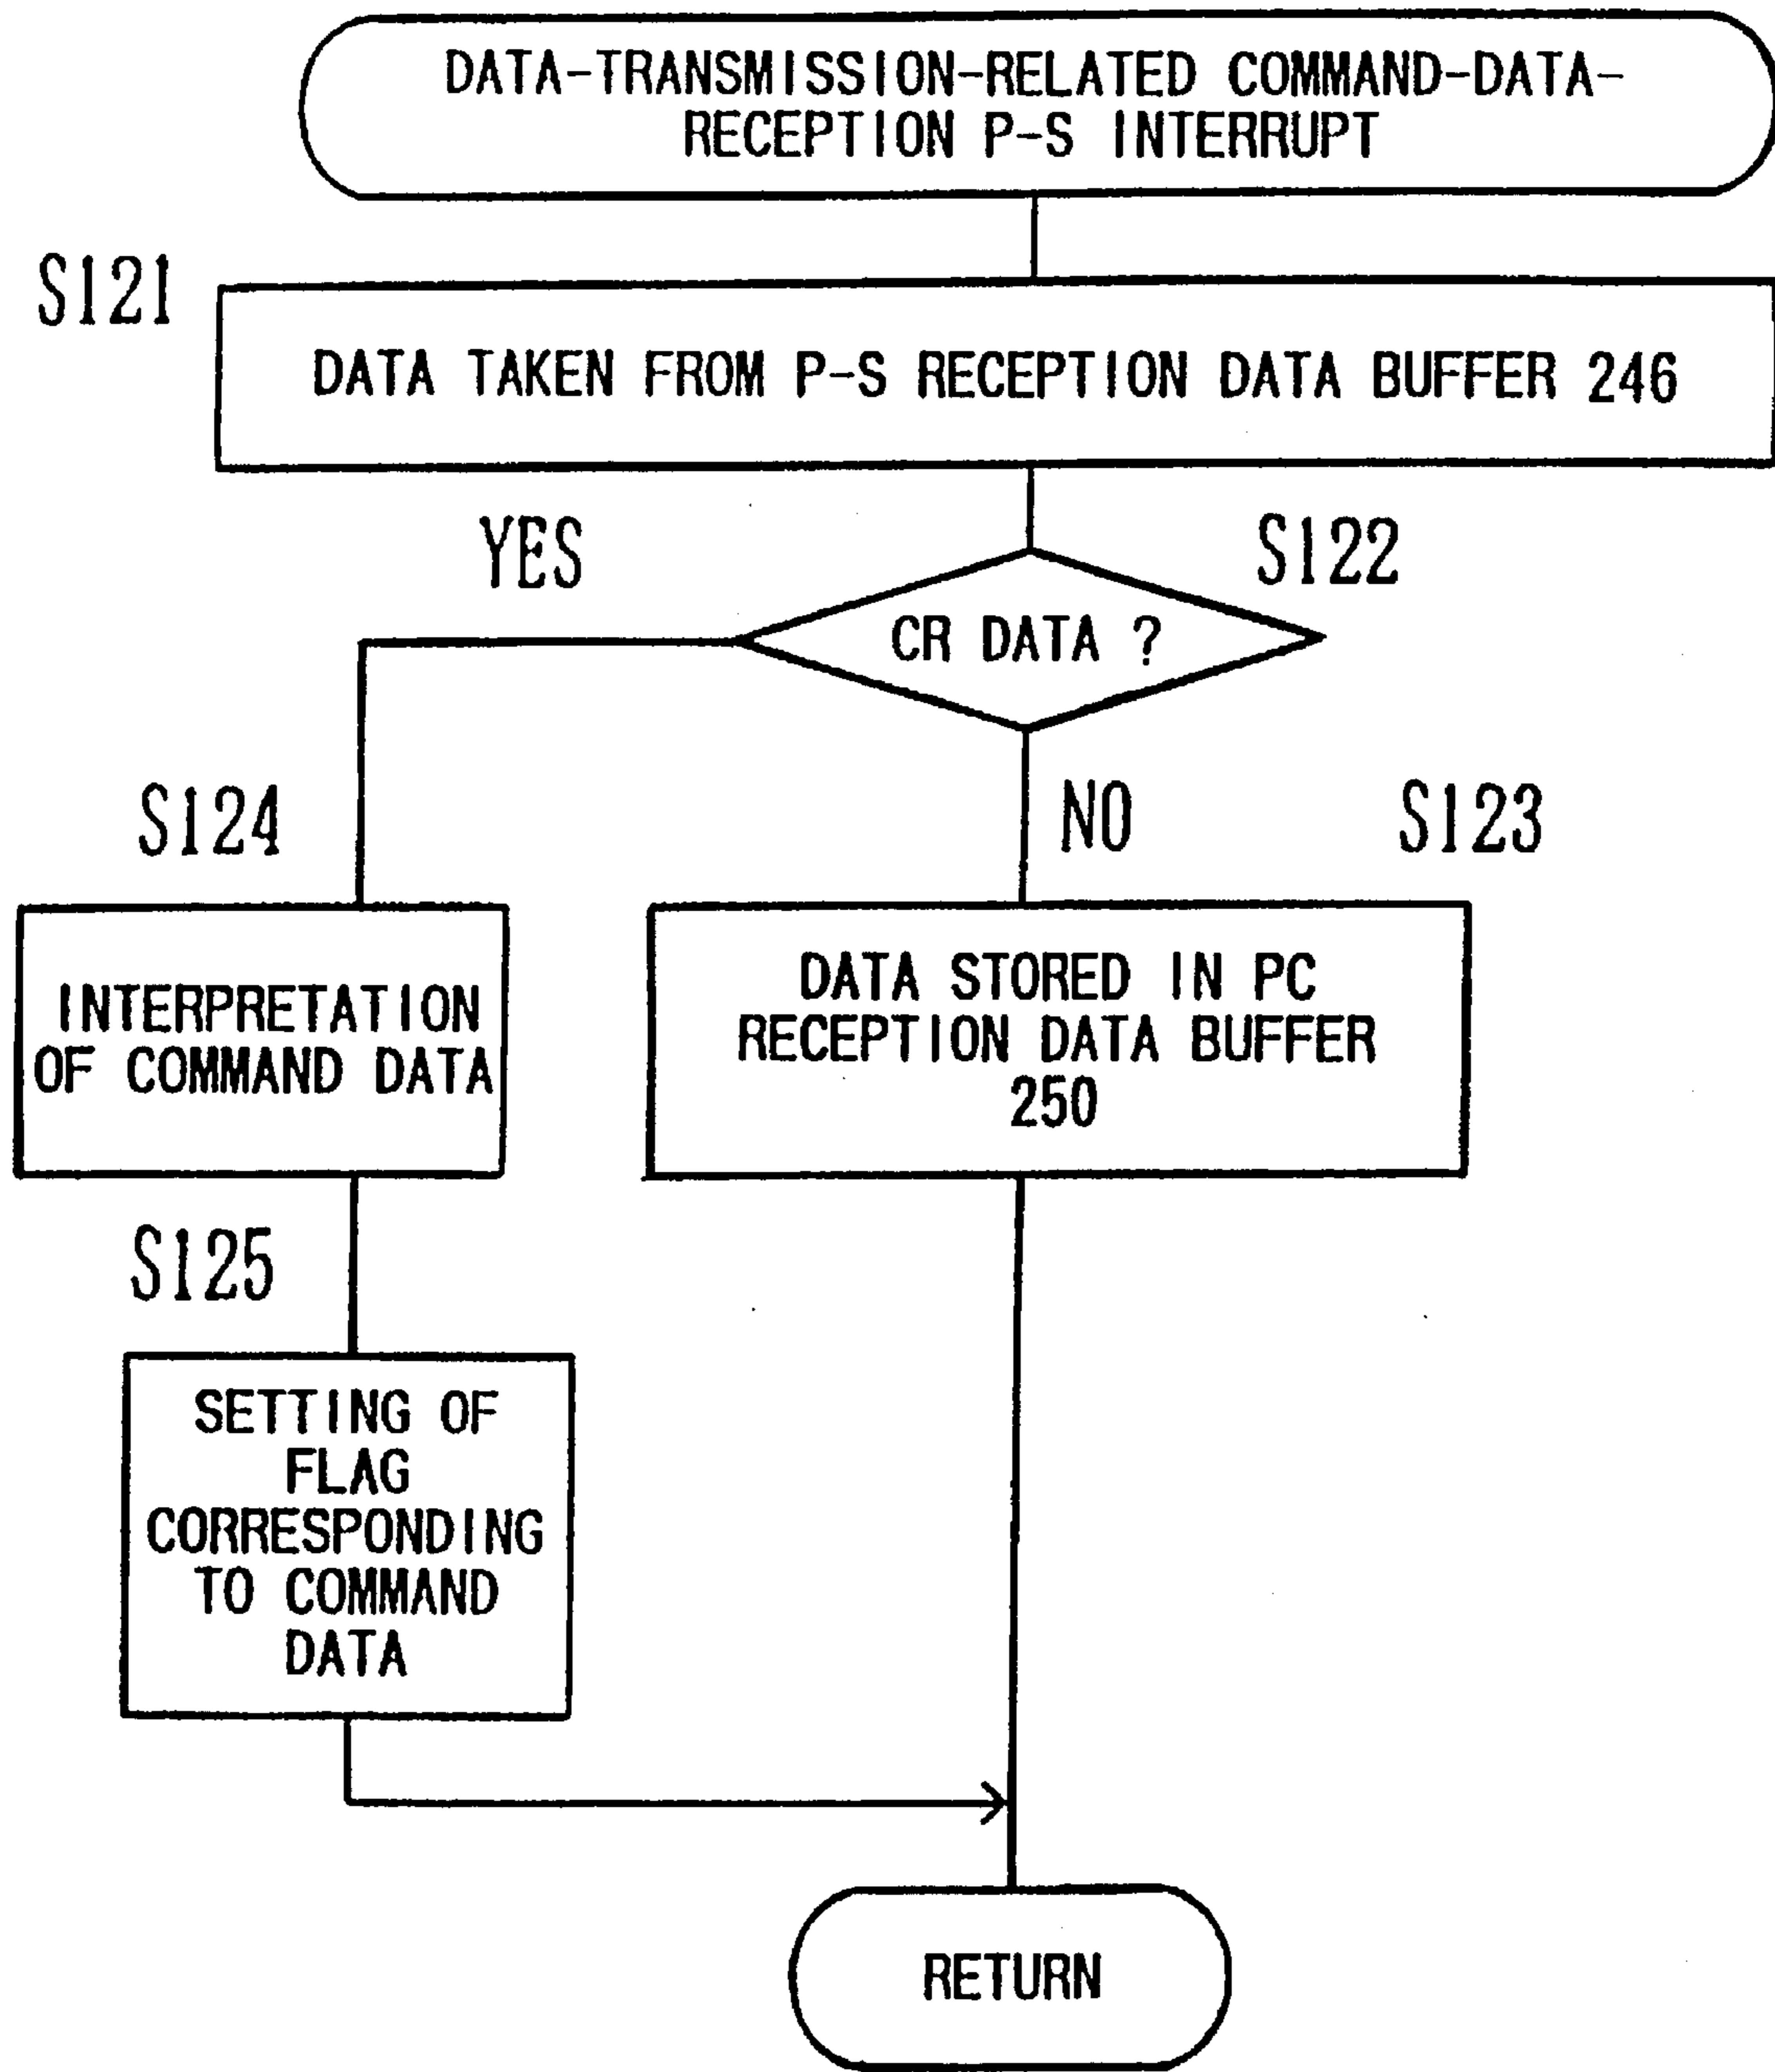 DATA-TRANSMISSION-RELATED COMMAND-DATA-
RECEPTION P-S INTERRUPT
S121
DATA TAKEN FROM P-S RECEPTION DATA BUFFER 246
YES
S122
CR DATA ?
S124
NO
S123
INTERPRETATION
OF COMMAND DATA
DATA STORED IN PC
RECEPTION DATA BUFFER
250
S125
SETTING OF
FLAG
CORRESPONDING
TO COMMAND
DATA
RETURN